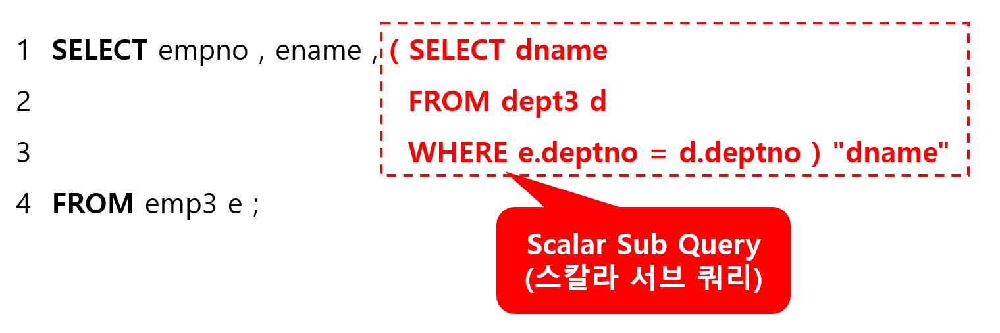 1 SELECT empno , ename , ( SELECT dname
2 FROM dept3 d
3 WHERE e.deptno = d.deptno ) "dname"
4 FROM emp3 e ;
Scalar Sub Query
(스칼라 서브 쿼리)